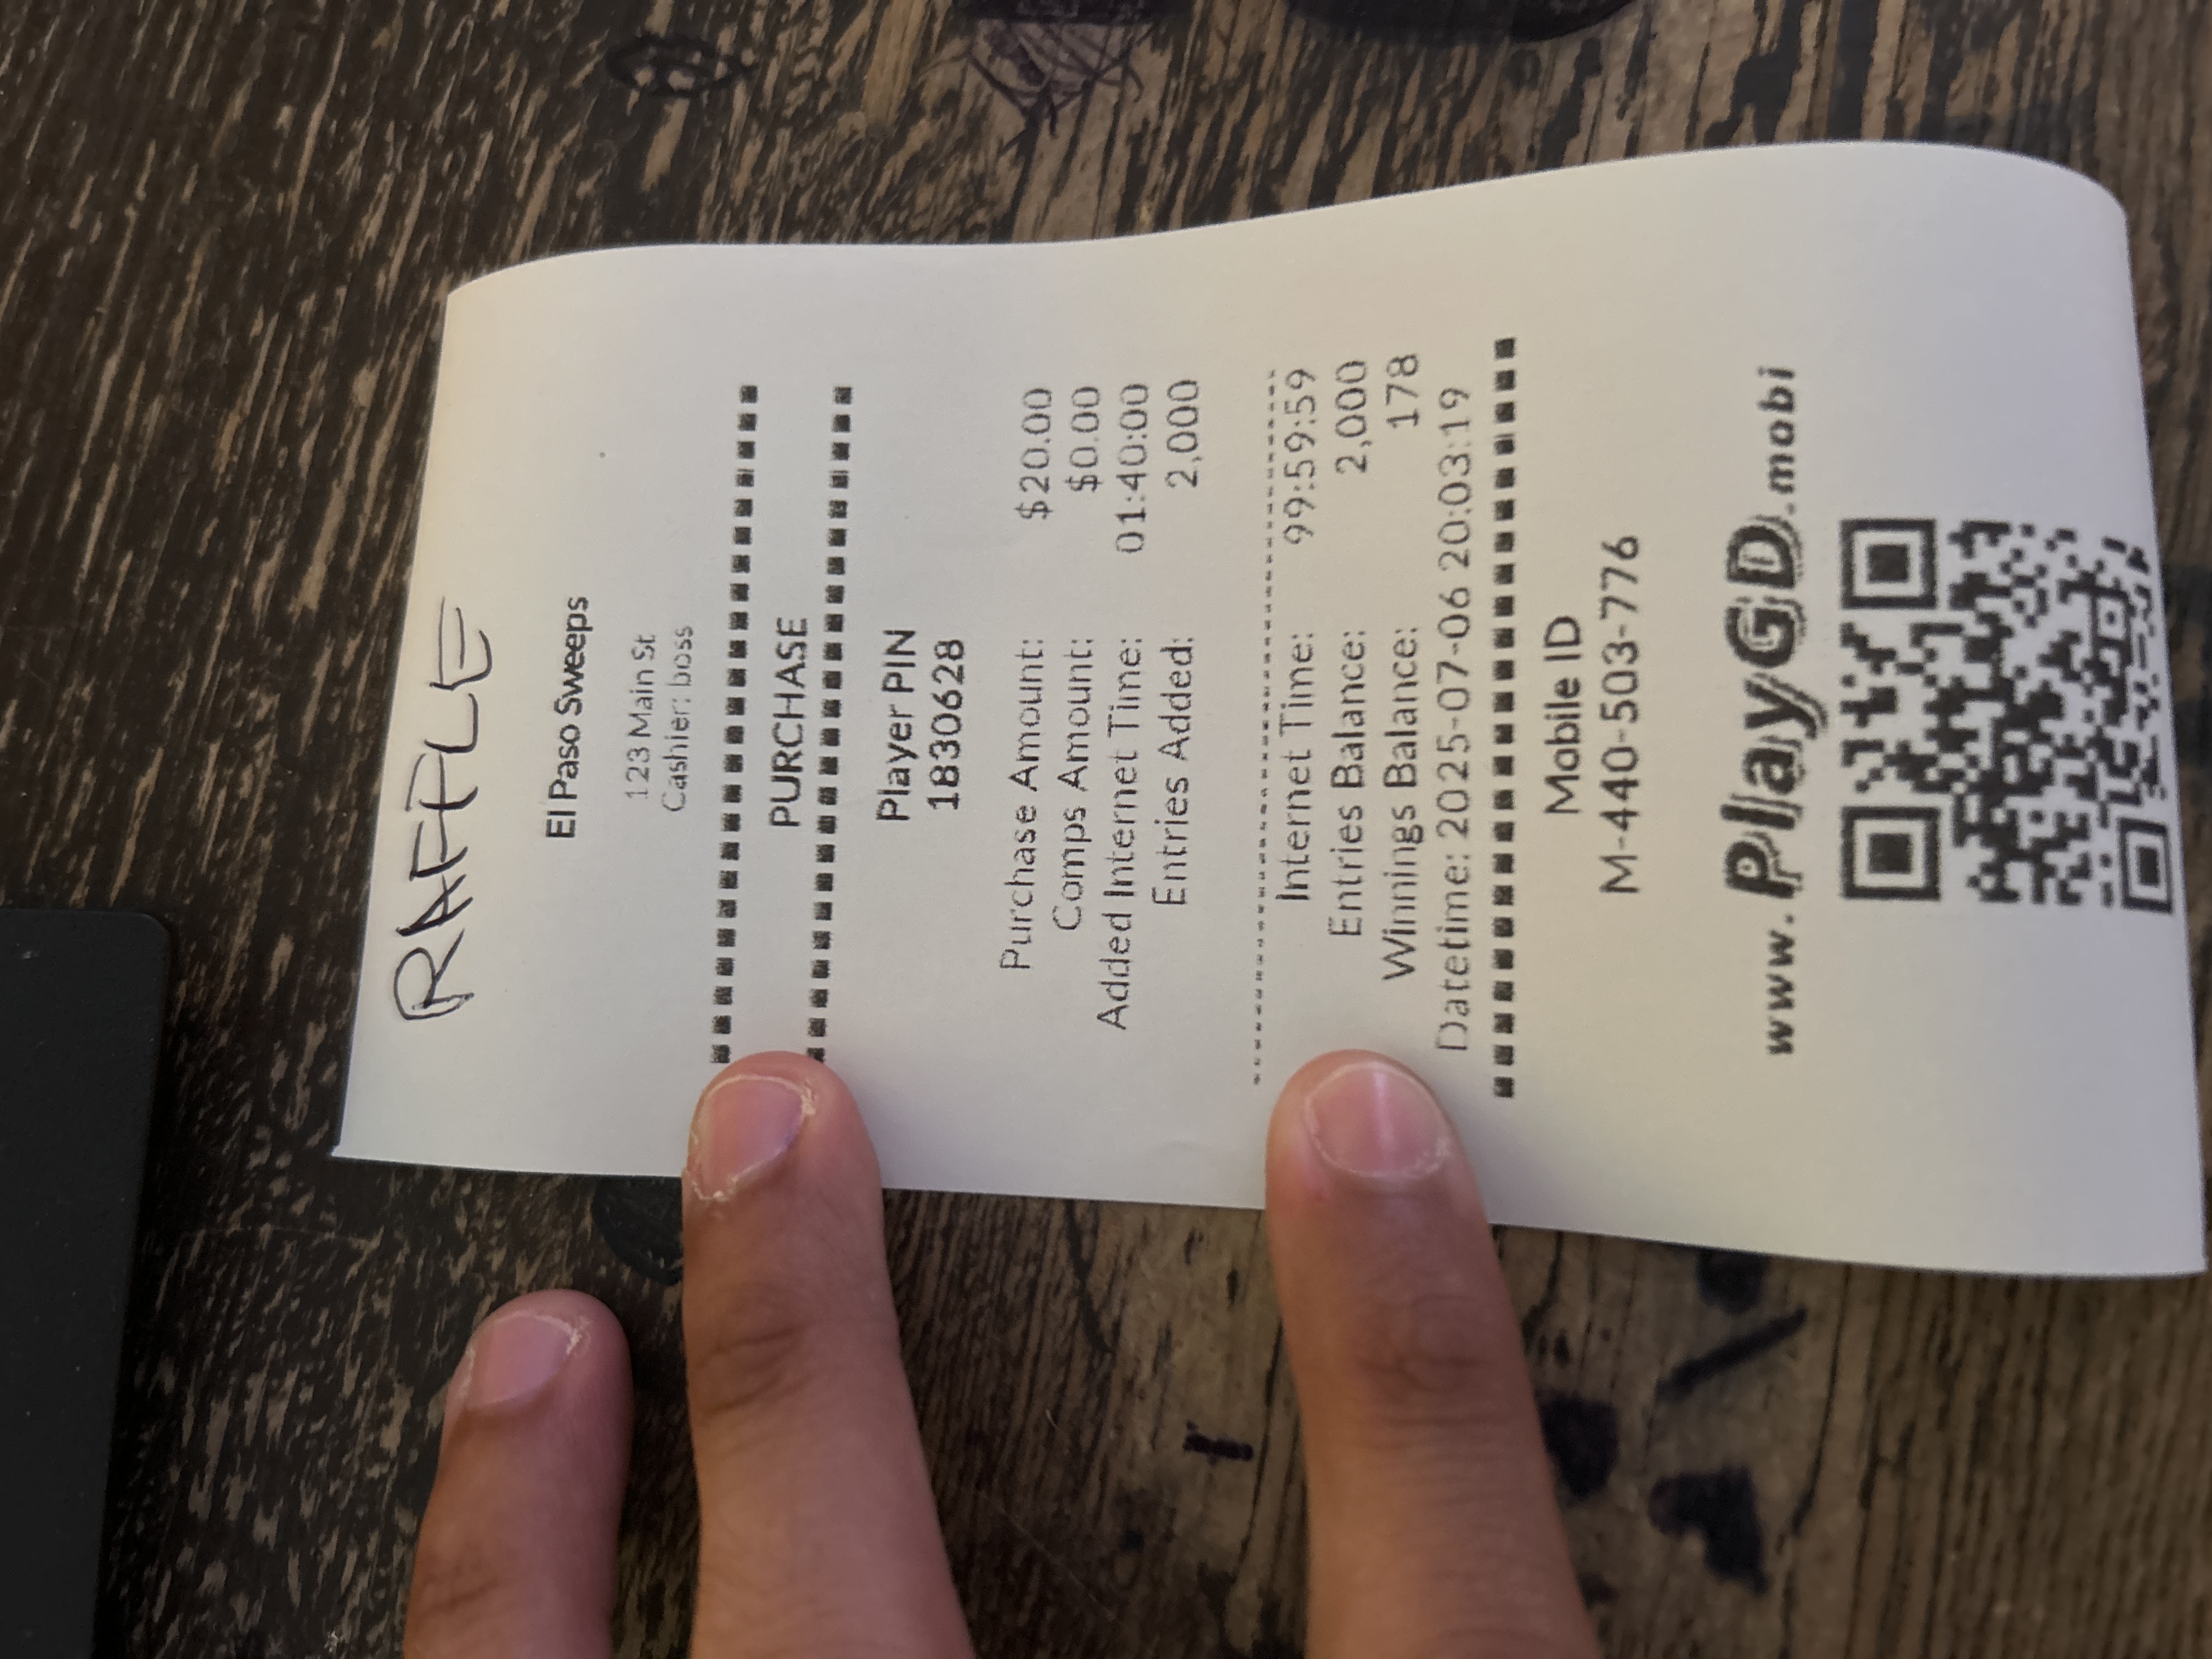 RAFFLE
El Paso Sweeps
123 Main St
Cashier: boss
PURCHASE
Player PIN
1830628
Purchase Amount: $20.00
Comps Amount: $0.00
Added Internet Time: 01:40:00
Entries Added: 2,000
Internet Time: 99:59:59
Entries Balance: 2,000
Winnings Balance: 178
Datetime: 2025-07-06 20:03:19
Mobile ID
M-440-503-776
www.PlayGD.mobi